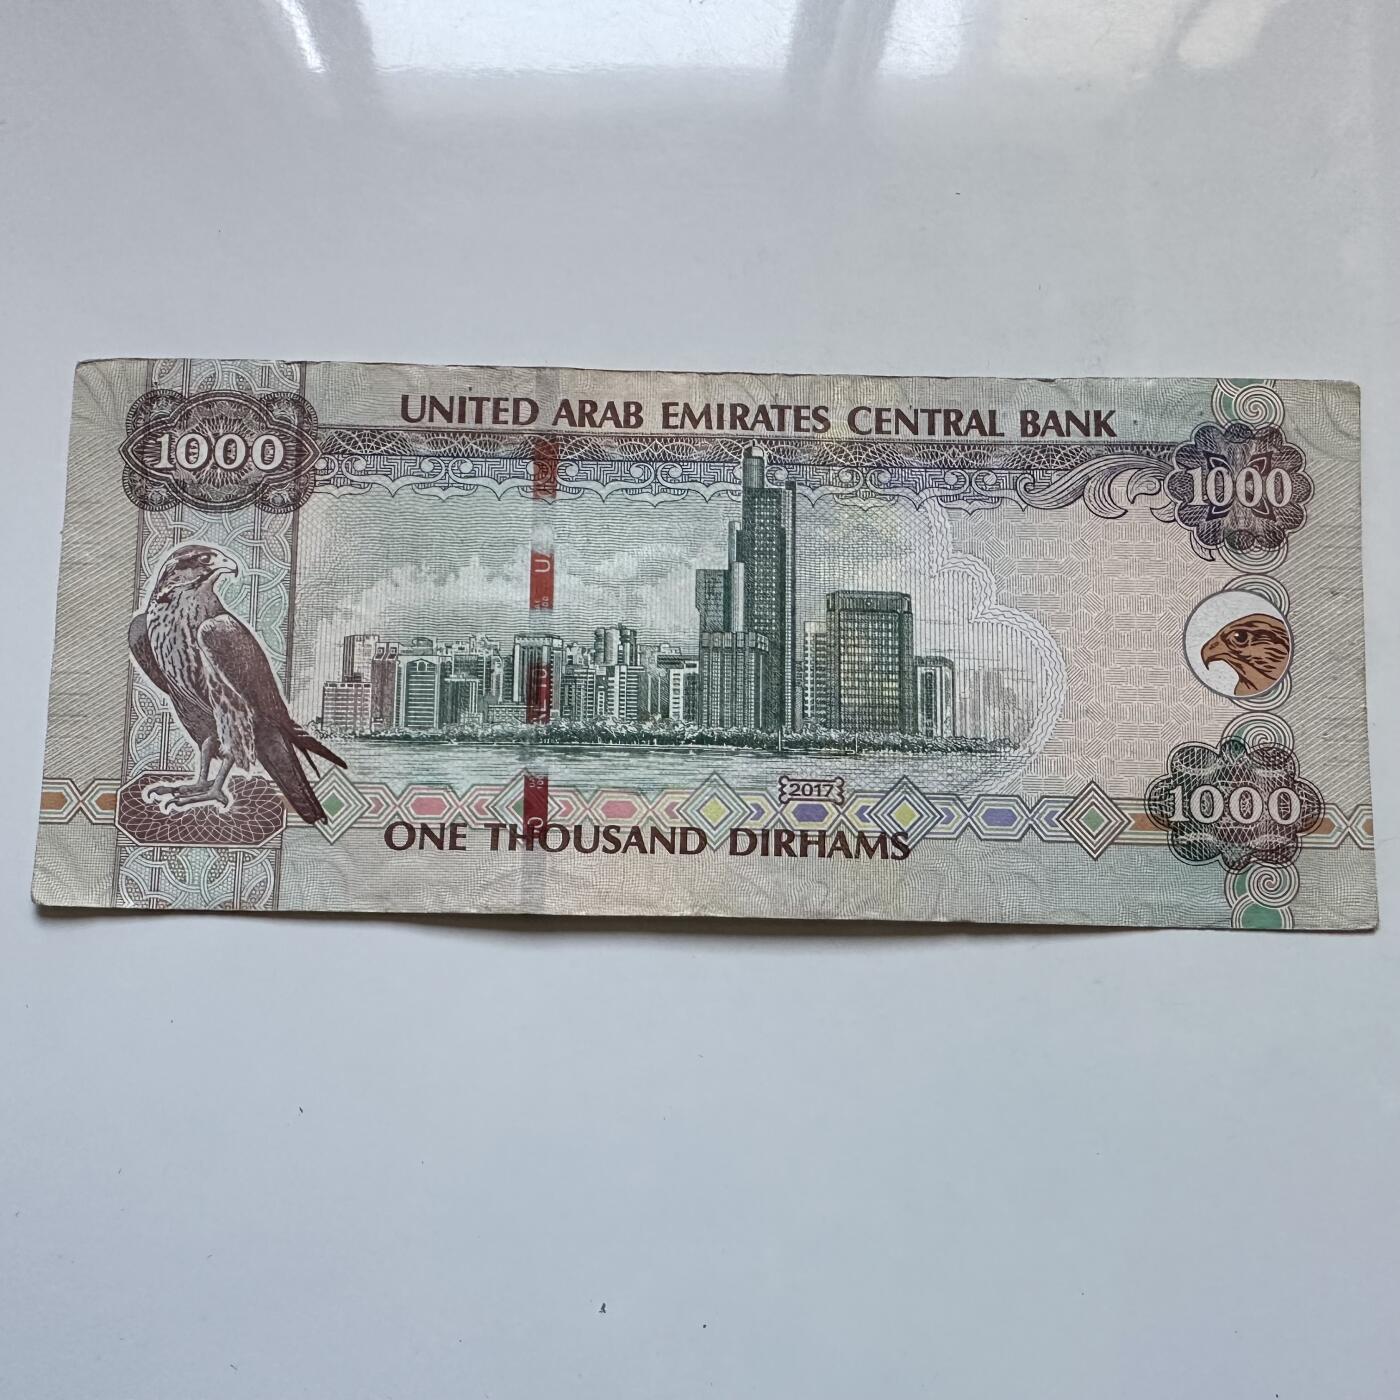 UNITED ARAB EMIRATES CENTRAL BANK
1000
1000
U
2017
1000
ONE THOUSAND DIRHAMS